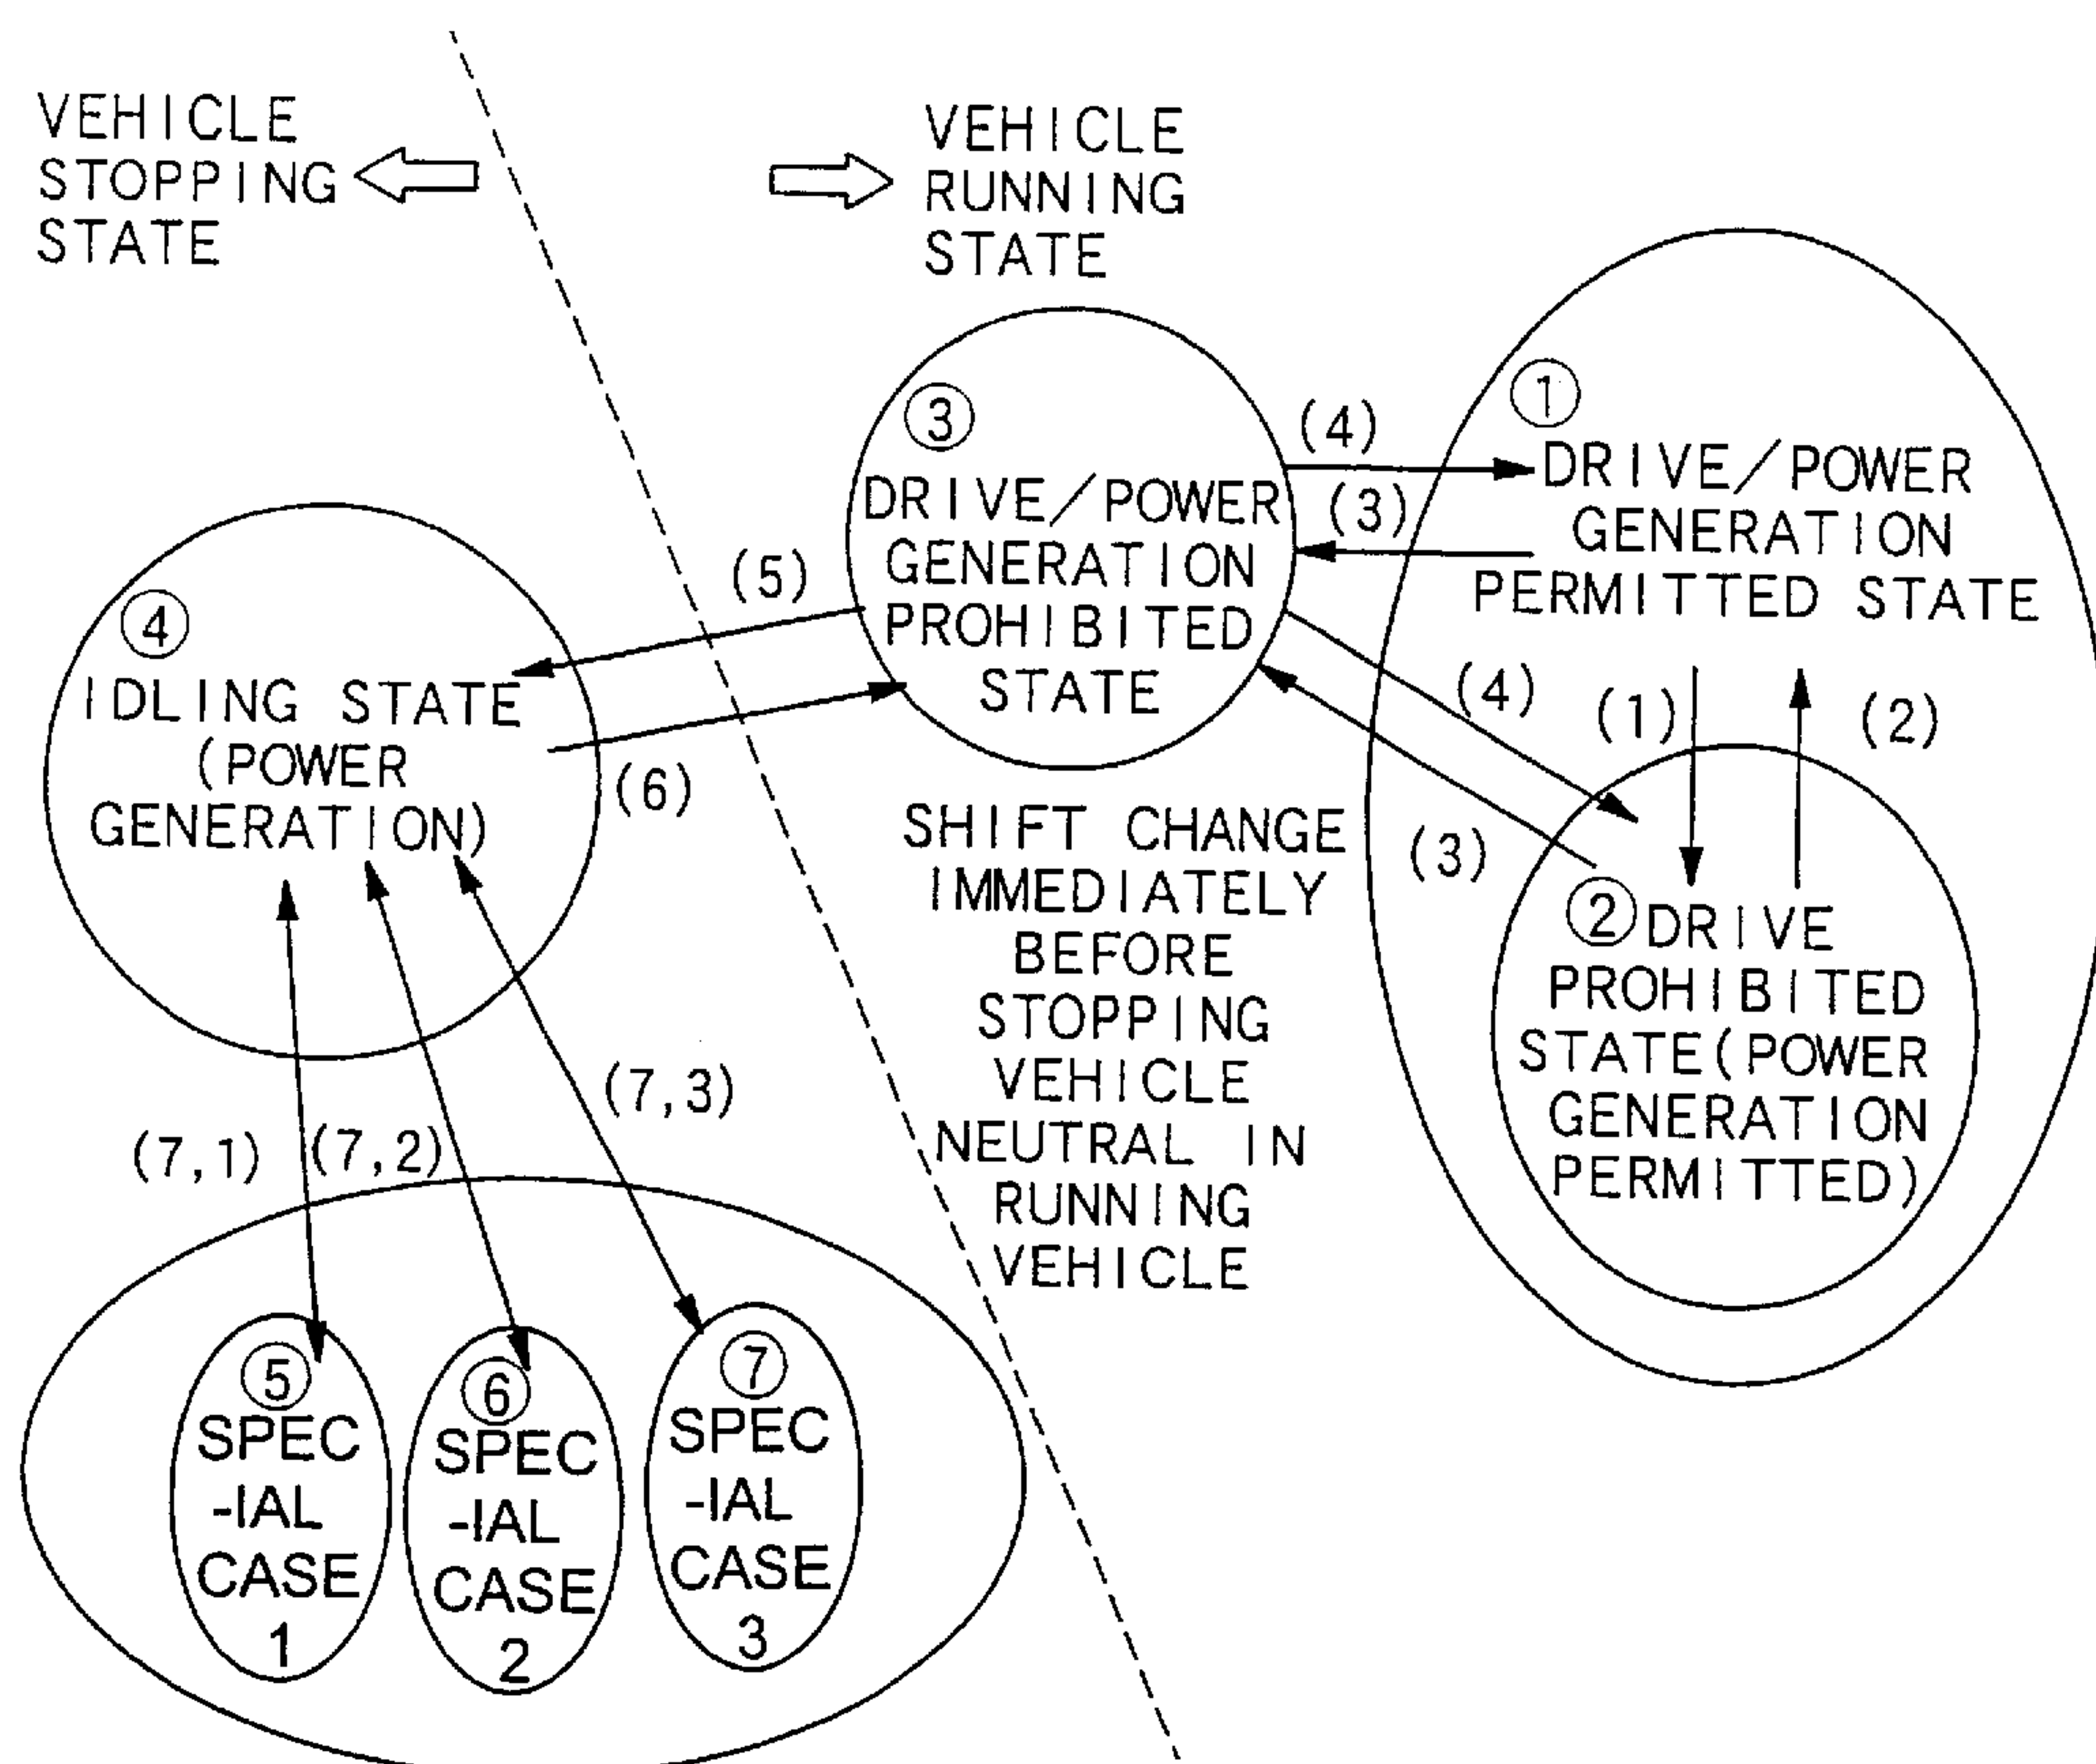 VEHICLE
STOPPING
STATE
VEHICLE
RUNNING
STATE
③
DRIVE/POWER
GENERATION
PROHIBITED
STATE
(4)
(3)
①
DRIVE/POWER
GENERATION
PERMITTED STATE
④
IDLING STATE
(POWER
GENERATION)
(5)
(6)
(4)
(3)
(1)
(2)
② DRIVE
PROHIBITED
STATE(POWER
GENERATION
PERMITTED)
SHIFT CHANGE
IMMEDIATELY
BEFORE
STOPPING
VEHICLE
NEUTRAL IN
RUNNING
VEHICLE
(7,1)
(7,2)
(7,3)
⑤
SPEC
-IAL
CASE
1
⑥
SPEC
-IAL
CASE
2
⑦
SPEC
-IAL
CASE
3